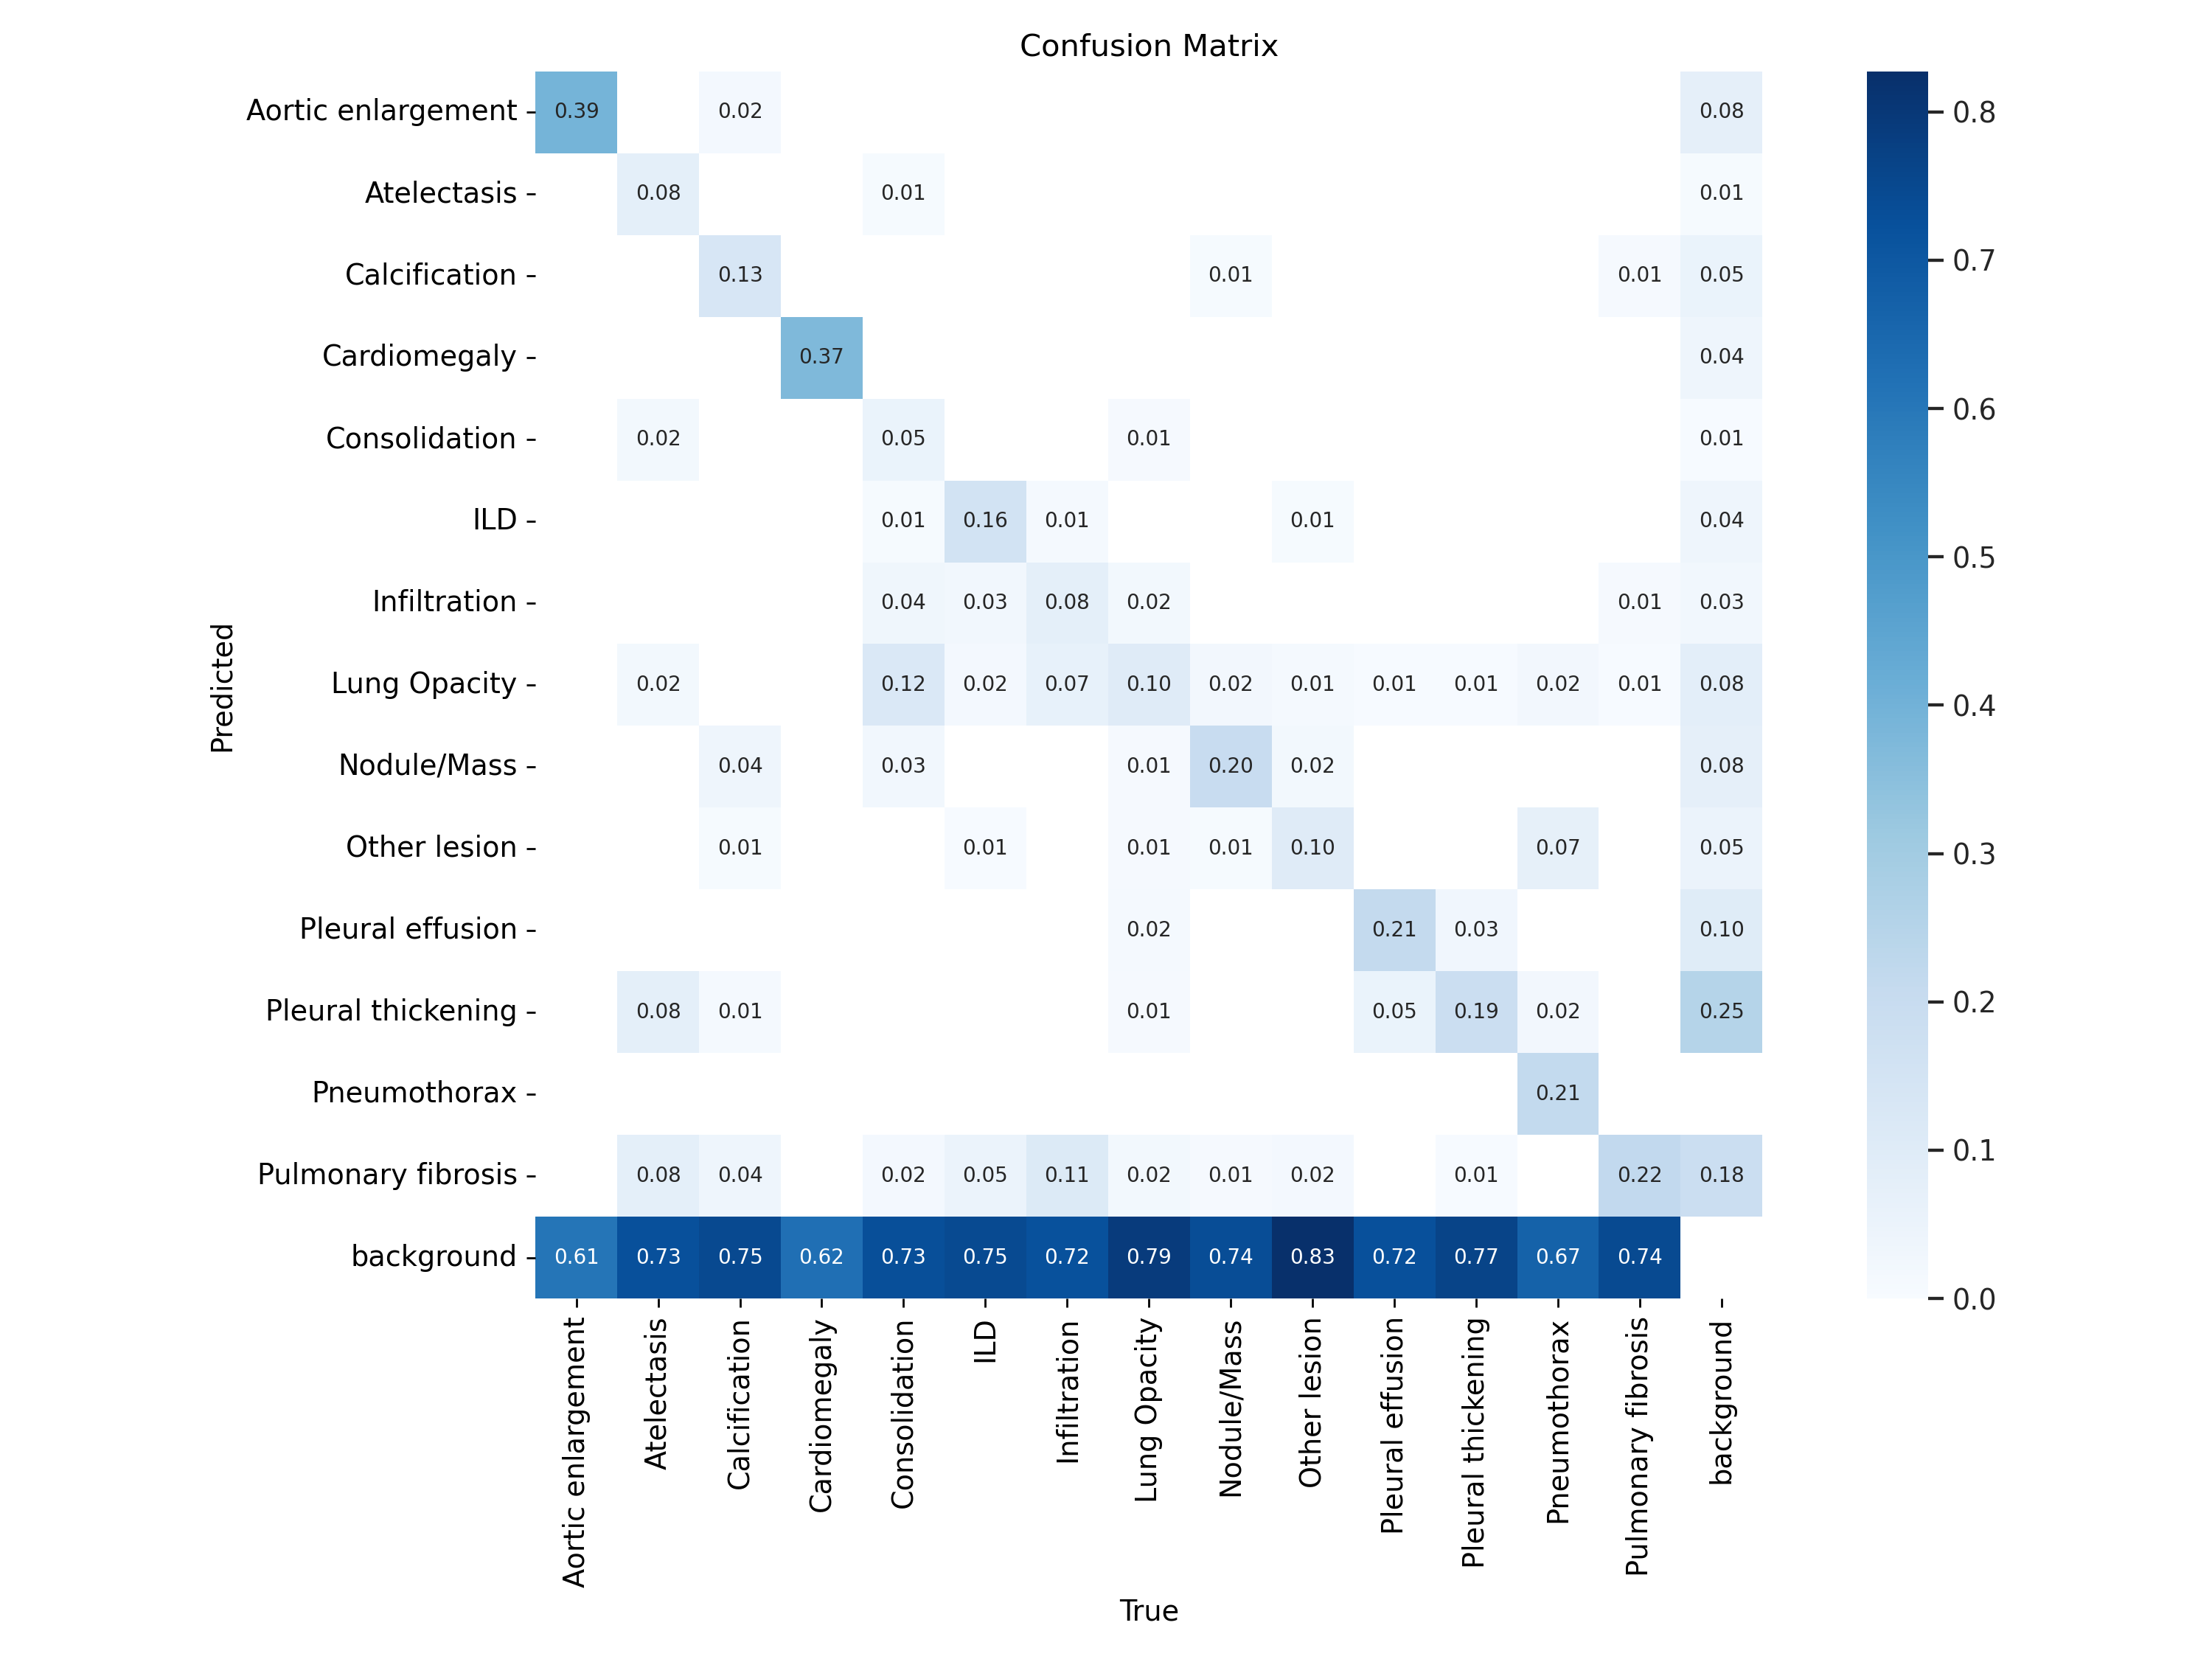 Confusion Matrix
Aortic enlargement 0.39 0.02 0.08
Atelectasis 0.08 0.01 0.01
Calcification 0.13 0.01 0.01 0.05
Cardiomegaly 0.37 0.04
Consolidation 0.02 0.05 0.01 0.01
ILD 0.01 0.16 0.01 0.01 0.04
Infiltration 0.04 0.03 0.08 0.02 0.01 0.03
Lung Opacity 0.02 0.12 0.02 0.07 0.10 0.02 0.01 0.01 0.01 0.02 0.01 0.08
Nodule/Mass 0.04 0.03 0.01 0.20 0.02 0.08
Other lesion 0.01 0.01 0.01 0.01 0.10 0.07 0.05
Pleural effusion 0.02 0.21 0.03 0.10
Pleural thickening 0.08 0.01 0.01 0.05 0.19 0.02 0.25
Pneumothorax 0.21
Pulmonary fibrosis 0.08 0.04 0.02 0.05 0.11 0.02 0.01 0.02 0.01 0.22 0.18
background 0.61 0.73 0.75 0.62 0.73 0.75 0.72 0.79 0.74 0.83 0.72 0.77 0.67 0.74
Predicted
Aortic enlargement
Atelectasis
Calcification
Cardiomegaly
Consolidation
ILD
Infiltration
Lung Opacity
Nodule/Mass
Other lesion
Pleural effusion
Pleural thickening
Pneumothorax
Pulmonary fibrosis
background
True
0.8
0.7
0.6
0.5
0.4
0.3
0.2
0.1
0.0